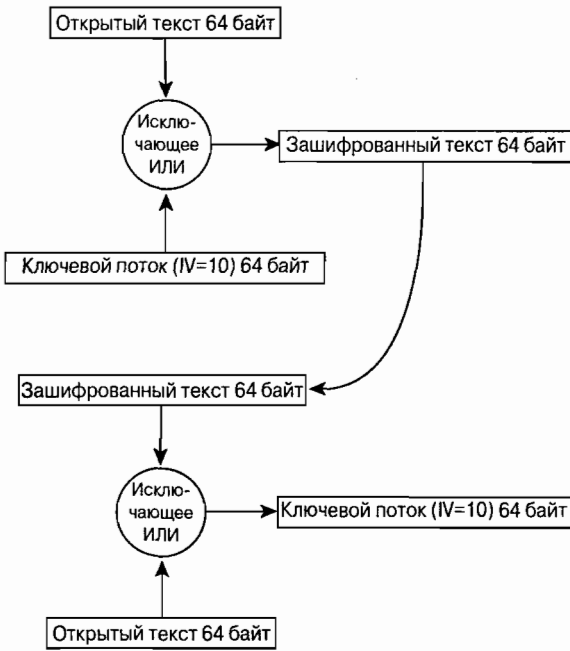 Открытый текст 64 байт
Исклю-
чающее
ИЛИ
Зашифрованный текст 64 байт
Ключевой поток (IV=10) 64 байт
Зашифрованный текст 64 байт
Исклю-
чающее
ИЛИ
Ключевой поток (IV=10) 64 байт
Открытый текст 64 байт